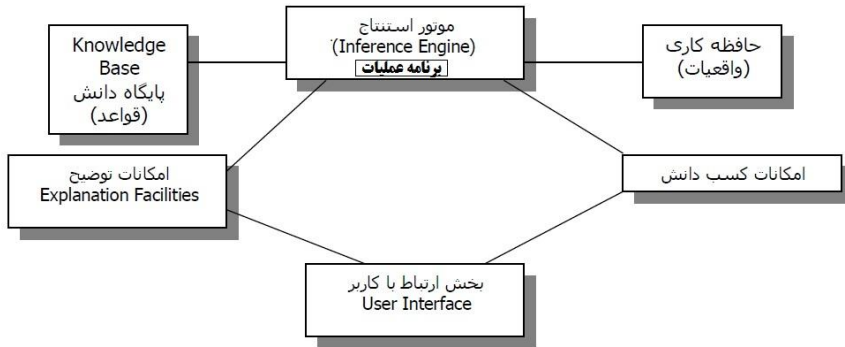 موتور استنتاج
(Inference Engine)
برنامه عملیات
Knowledge
Base
پایگاه دانش
(قواعد)
حافظه کاری
(واقعیات)
امکانات توضیح
Explanation Facilities
امکانات کسب دانش
بخش ارتباط با کاربر
User Interface